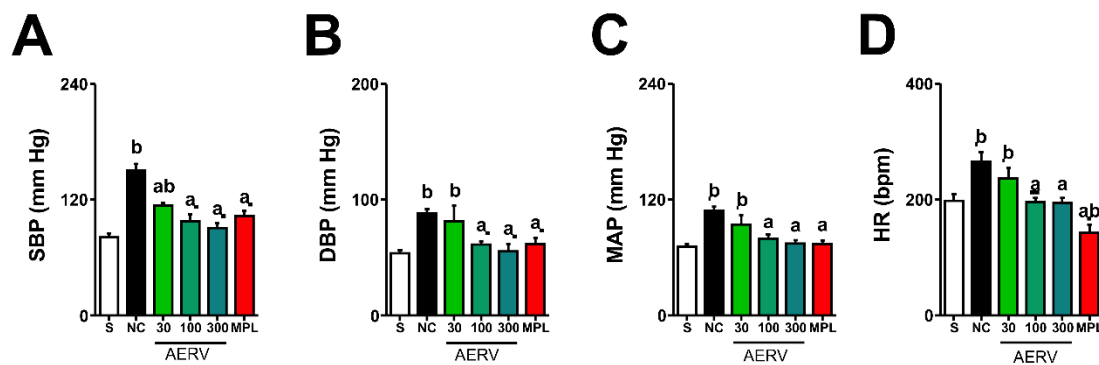 A
240
120
0
SBP (mm Hg)
b
ab
a
a
a
S NC 30 100 300 MPL
AERV
B
200
100
0
DBP (mm Hg)
b
b
a
a
a
S NC 30 100 300 MPL
AERV
C
240
120
0
MAP (mm Hg)
b
b
a
a
a
S NC 30 100 300 MPL
AERV
D
400
200
0
HR (bpm)
b
b
a
a
ab
S NC 30 100 300 MPL
AERV